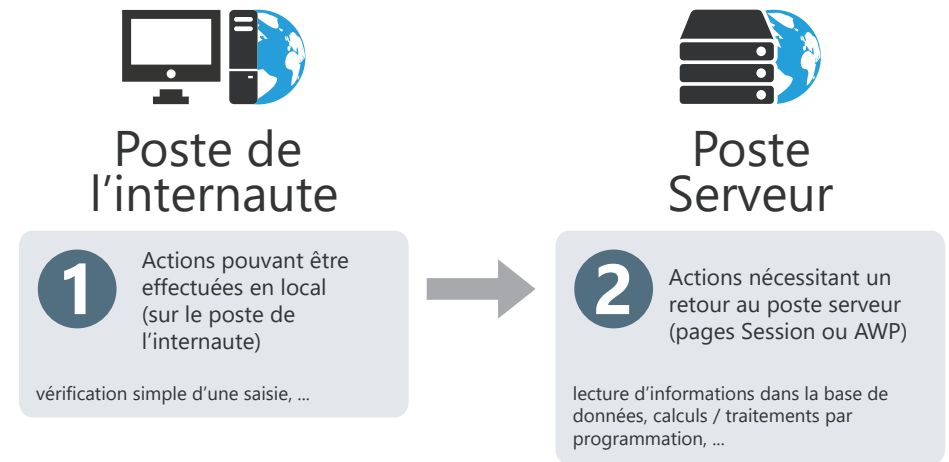 Poste de
l'internaute
1
Actions pouvant être
effectuées en local
(sur le poste de
l'internaute)
vérification simple d'une saisie, ...
Poste
Serveur
2
Actions nécessitant un
retour au poste serveur
(pages Session ou AWP)
lecture d'informations dans la base de
données, calculs / traitements par
programmation, ...